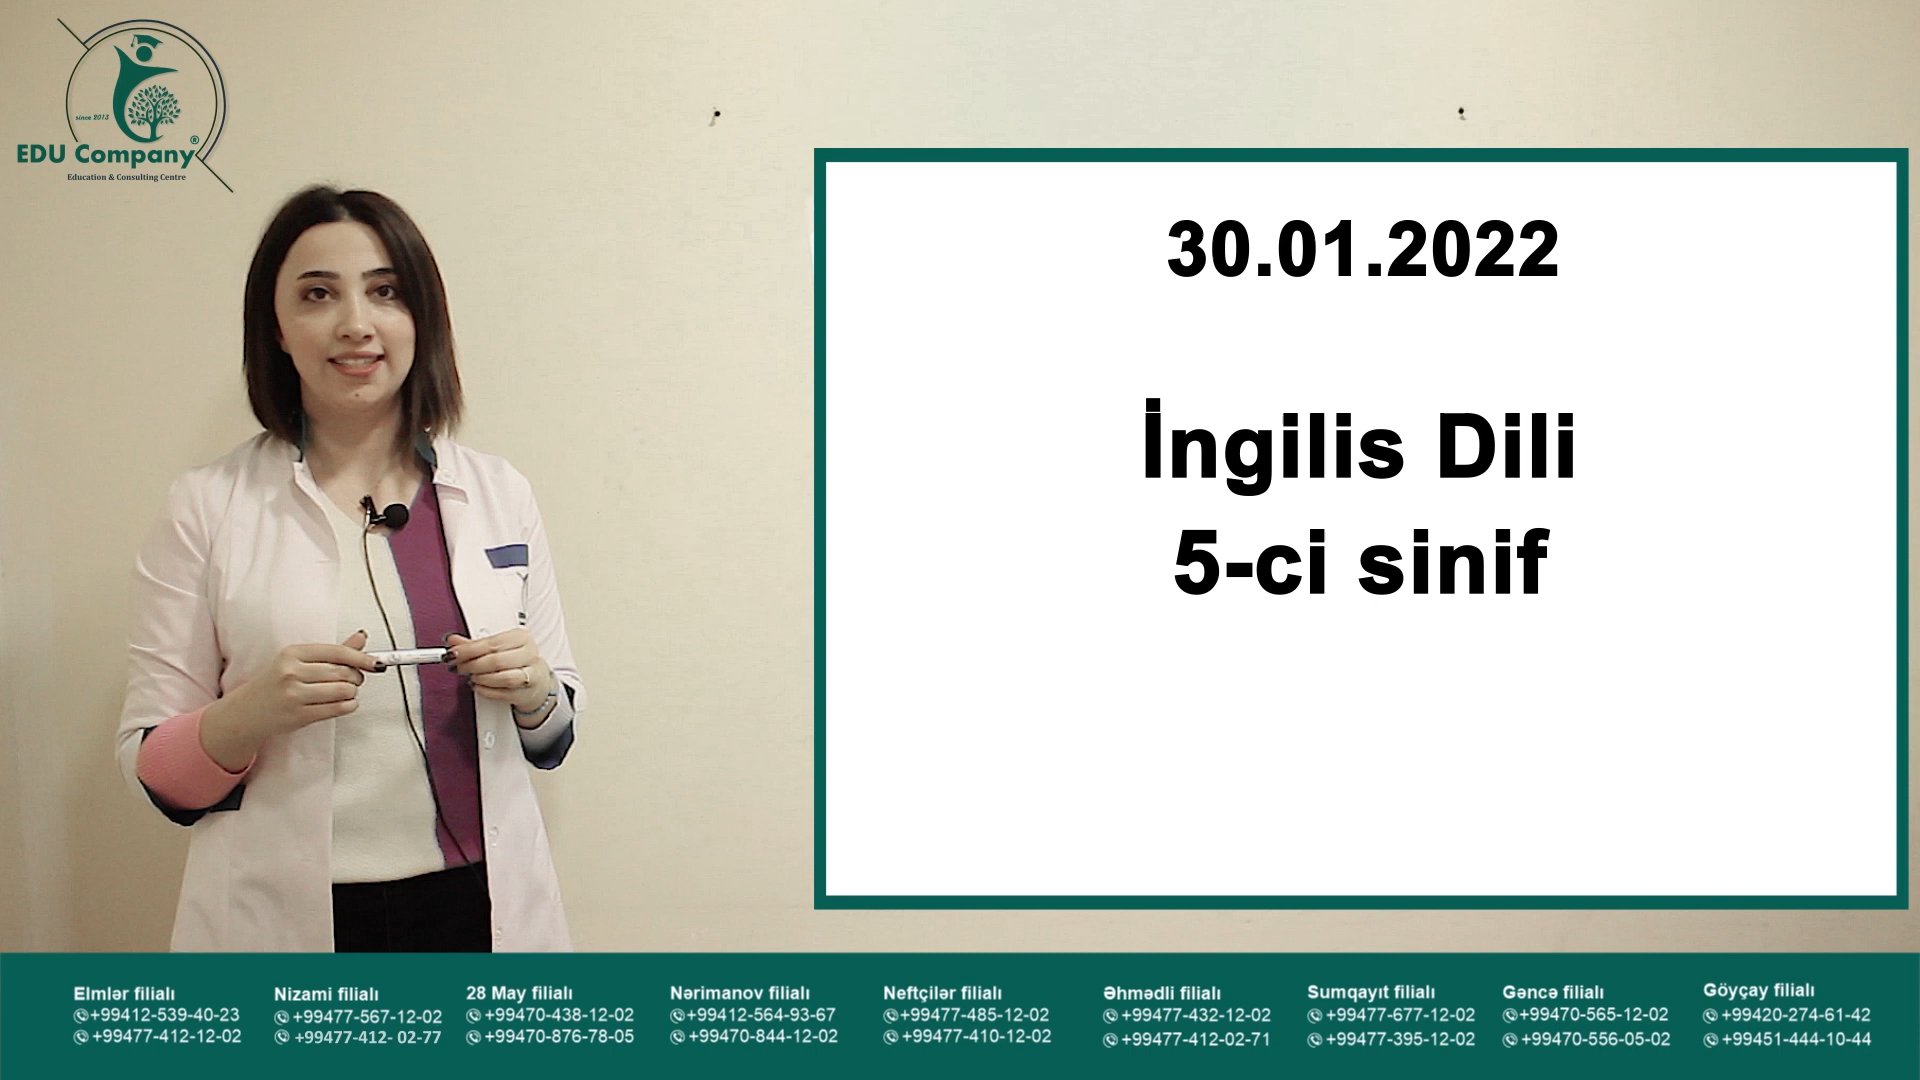 since 2013
EDU Company®
Education & Consulting Centre
30.01.2022
İngilis Dili
5-ci sinif
Elmlər filialı
+99412-539-40-23
+99477-412-12-02
Nizami filialı
+99477-567-12-02
+99477-412- 02-77
28 May filialı
+99470-438-12-02
+99470-876-78-05
Nərimanov filialı
+99412-564-93-67
+99470-844-12-02
Neftçilər filialı
+99477-485-12-02
+99477-410-12-02
Əhmədli filialı
+99477-432-12-02
+99477-412-02-71
Sumqayıt filialı
+99477-677-12-02
+99477-395-12-02
Gəncə filialı
+99470-565-12-02
+99470-556-05-02
Göyçay filialı
+99420-274-61-42
+99451-444-10-44